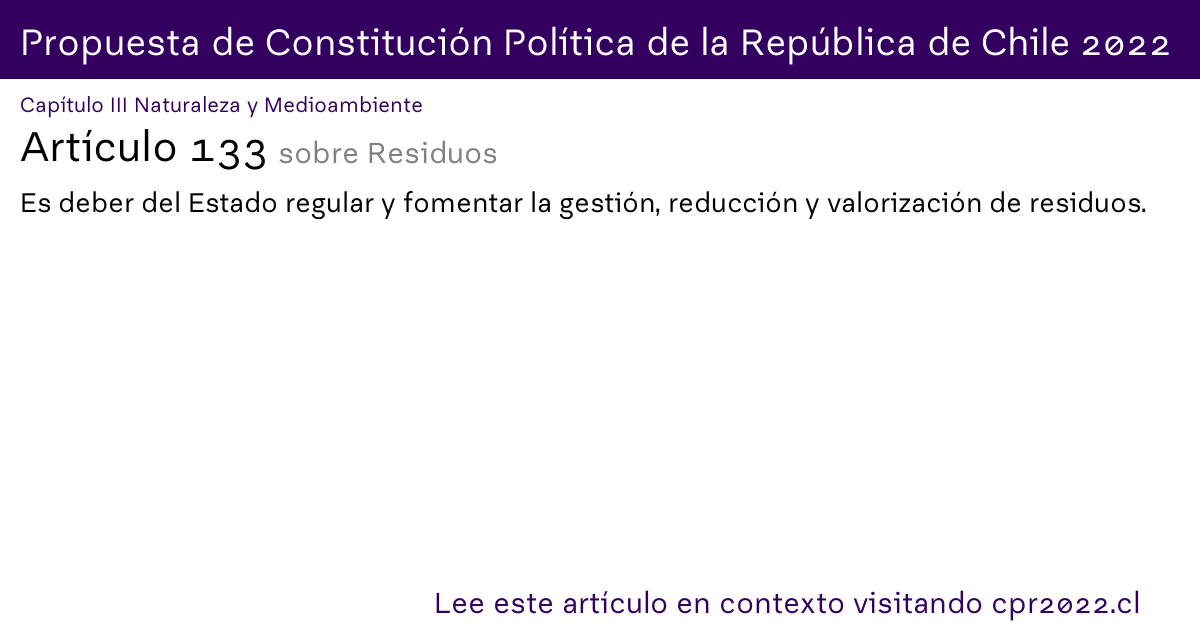 Propuesta de Constitución Política de la República de Chile 2022
Capítulo III Naturaleza y Medioambiente
Artículo 133 sobre Residuos
Es deber del Estado regular y fomentar la gestión, reducción y valorización de residuos.
Lee este artículo en contexto visitando cpr2022.cl